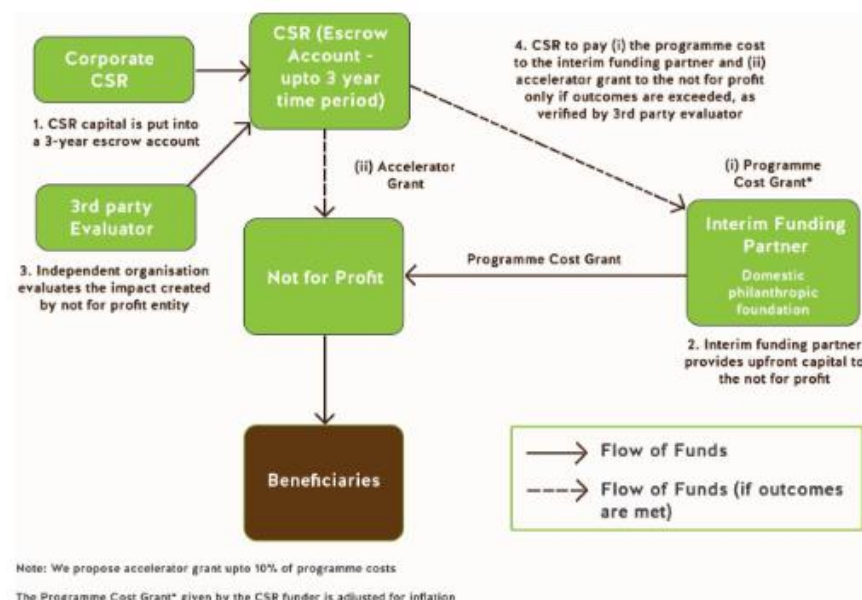 Corporate
CSR
CSR (Escrow
Account -
upto 3 year
time period)
4. CSR to pay (i) the programme cost
to the interim funding partner and (ii)
accelerator grant to the not for profit
only if outcomes are exceeded, as
verified by 3rd party evaluator
1. CSR capital is put into
a 3-year escrow account
(ii) Accelerator
Grant
(i) Programme
Cost Grant*
3rd party
Evaluator
Not for Profit
Programme Cost Grant
Interim Funding
Partner
Domestic
philanthropic
foundation
3. Independent organisation
evaluates the impact created
by not for profit entity
2. Interim funding partner
provides upfront capital to
the not for profit
Beneficiaries
Flow of Funds
Flow of Funds (if outcomes
are met)
Note: We propose accelerator grant upto 10% of programme costs
The Programme Cost Grant* given by the CSR funder is adjusted for inflation